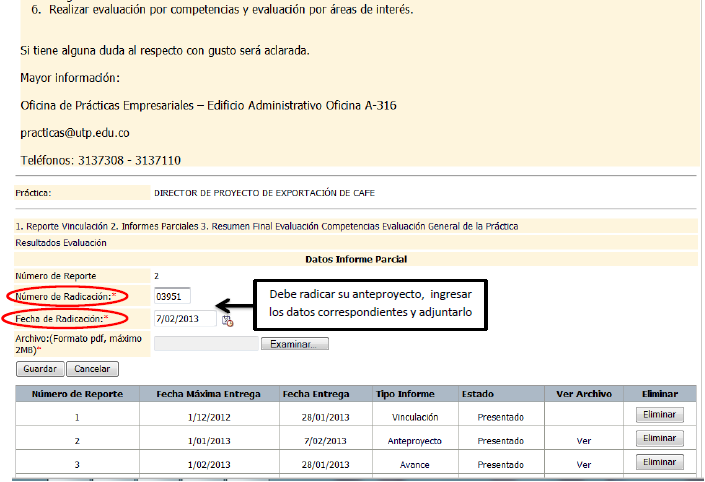 6. Realizar evaluación por competencias y evaluación por áreas de interés.
Si tiene alguna duda al respecto con gusto será aclarada.
Mayor información:
Oficina de Prácticas Empresariales – Edificio Administrativo Oficina A-316
practicas@utp.edu.co
Teléfonos: 3137308 - 3137110
Práctica: DIRECTOR DE PROYECTO DE EXPORTACIÓN DE CAFE
1. Reporte Vinculación 2. Informes Parciales 3. Resumen Final Evaluación Competencias Evaluación General de la Práctica
Resultados Evaluación
Datos Informe Parcial
Número de Reporte 2
Número de Radicación:* 03951
Fecha de Radicación:* 7/02/2013
Debe radicar su anteproyecto, ingresar
los datos correspondientes y adjuntarlo
Archivo:(Formato pdf, máximo
2MB)* Examinar...
Guardar Cancelar
Número de Reporte Fecha Máxima Entrega Fecha Entrega Tipo Informe Estado Ver Archivo Eliminar
1 1/12/2012 28/01/2013 Vinculación Presentado Eliminar
2 1/01/2013 7/02/2013 Anteproyecto Presentado Ver Eliminar
3 1/02/2013 28/01/2013 Avance Presentado Ver Eliminar